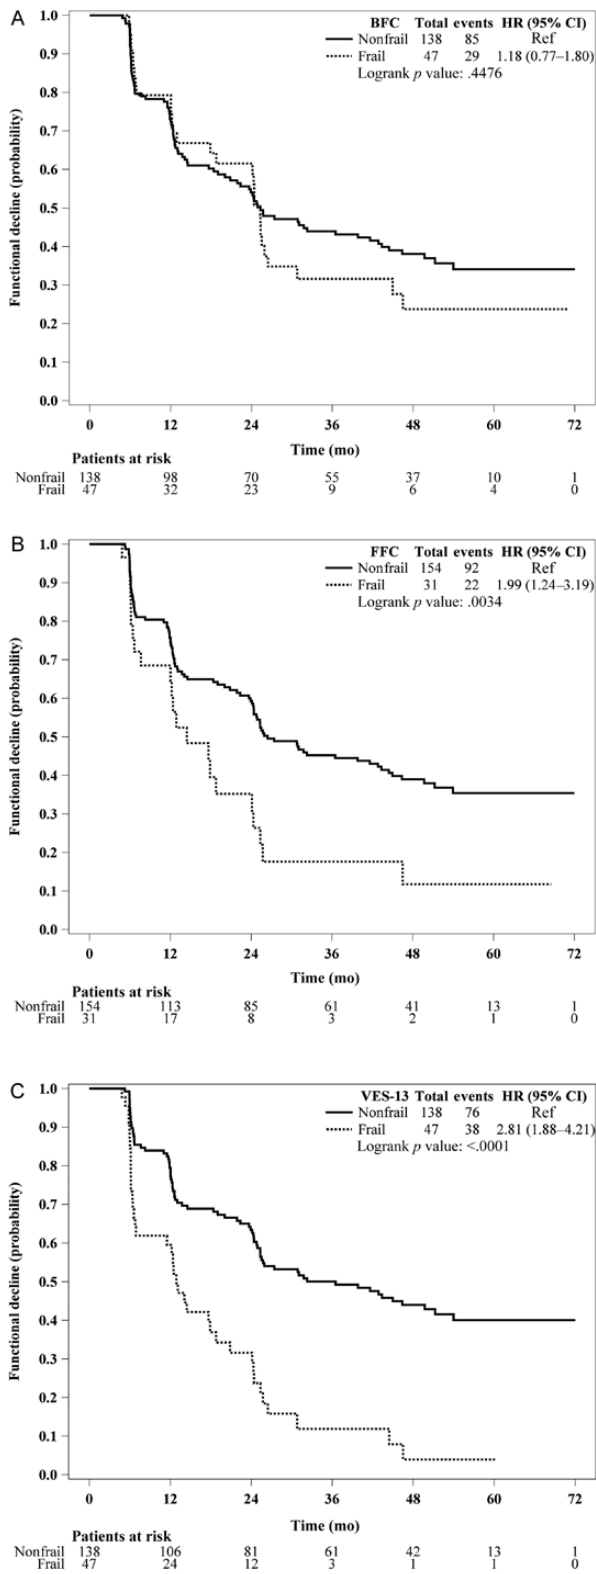 A
BFC Total events HR (95% CI)
Nonfrail 138 85 Ref
Frail 47 29 1.18 (0.77–1.80)
Logrank p value: .4476
Functional decline (probability)
1.0
0.9
0.8
0.7
0.6
0.5
0.4
0.3
0.2
0.1
0.0
0 12 24 36 48 60 72
Time (mo)
Patients at risk
Nonfrail 138 98 70 55 37 10 1
Frail 47 32 23 9 6 4 0
B
FFC Total events HR (95% CI)
Nonfrail 154 92 Ref
Frail 31 22 1.99 (1.24–3.19)
Logrank p value: .0034
Functional decline (probability)
1.0
0.9
0.8
0.7
0.6
0.5
0.4
0.3
0.2
0.1
0.0
0 12 24 36 48 60 72
Time (mo)
Patients at risk
Nonfrail 154 113 85 61 41 13 1
Frail 31 17 8 3 2 1 0
C
VES-13 Total events HR (95% CI)
Nonfrail 138 76 Ref
Frail 47 38 2.81 (1.88–4.21)
Logrank p value: <.0001
Functional decline (probability)
1.0
0.9
0.8
0.7
0.6
0.5
0.4
0.3
0.2
0.1
0.0
0 12 24 36 48 60 72
Time (mo)
Patients at risk
Nonfrail 138 106 81 61 42 13 1
Frail 47 24 12 3 1 1 0